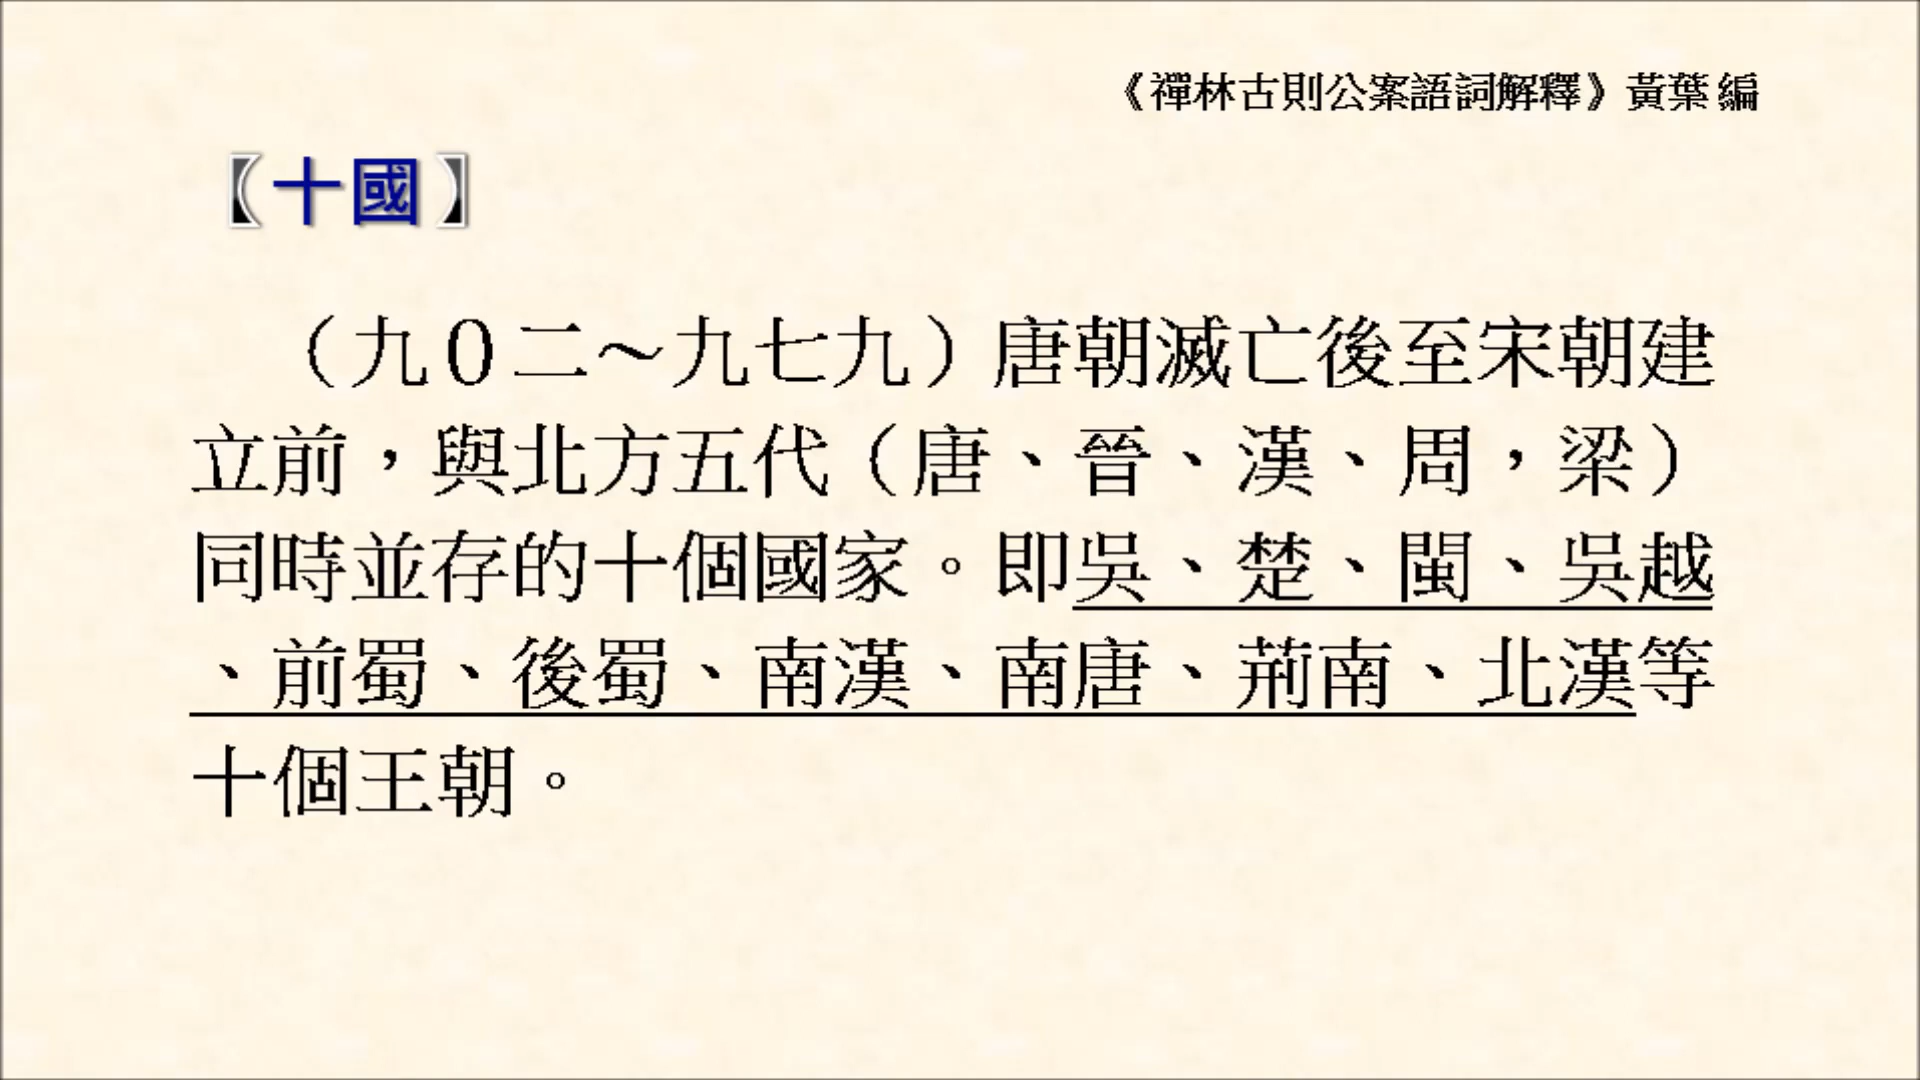 《禪林古則公案語詞解釋》黃葉 編
【十國】
（九０二～九七九）唐朝滅亡後至宋朝建
立前，與北方五代（唐、晉、漢、周，梁）
同時並存的十個國家。即吳、楚、閩、吳越
、前蜀、後蜀、南漢、南唐、荊南、北漢等
十個王朝。